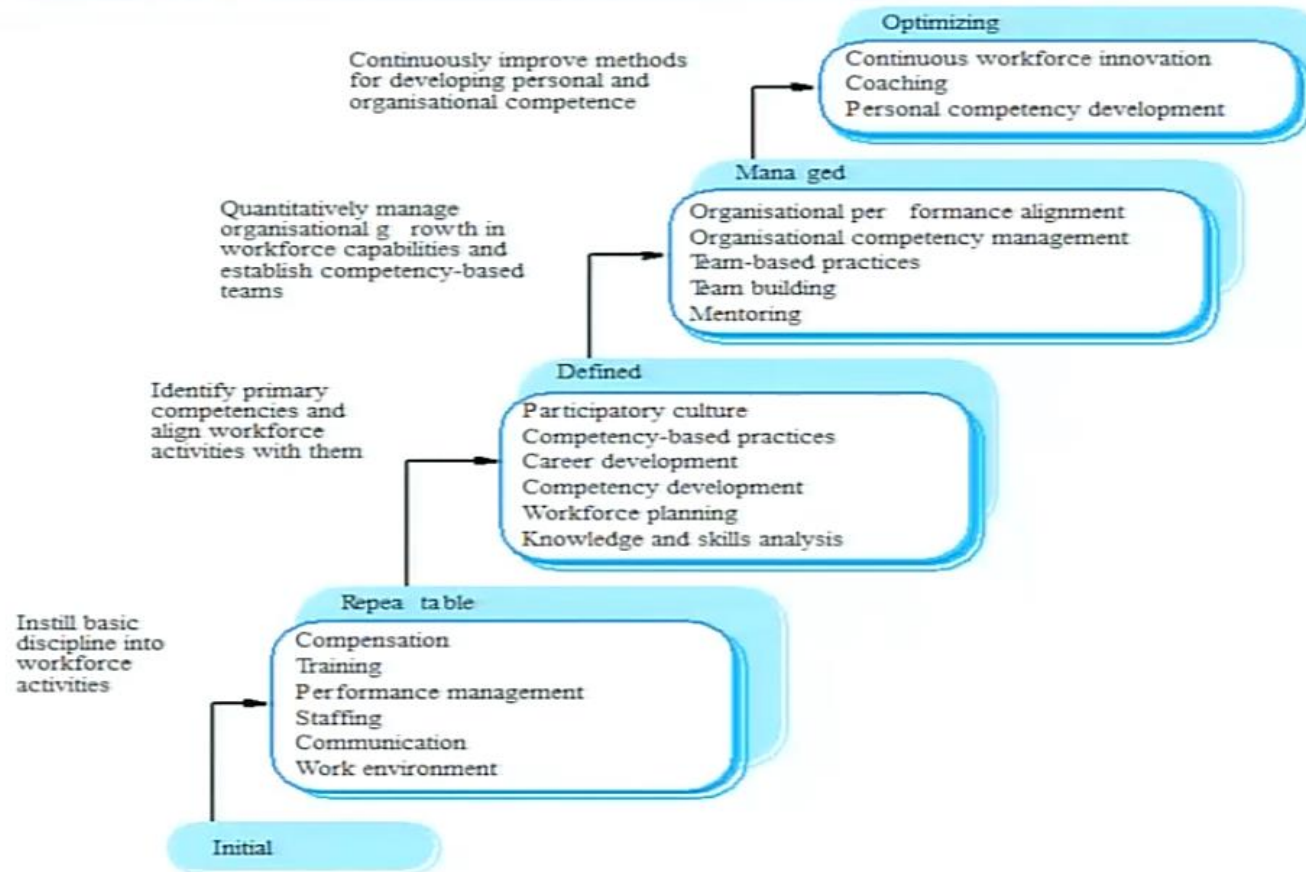 Optimizing
Continuously improve methods
for developing personal and
organisational competence
Continuous workforce innovation
Coaching
Personal competency development
Mana ged
Quantitatively manage
organisational g rowth in
workforce capabilities and
establish competency-based
teams
Organisational per formance alignment
Organisational competency management
Team-based practices
Team building
Mentoring
Defined
Identify primary
competencies and
align workforce
activities with them
Participatory culture
Competency-based practices
Career development
Competency development
Workforce planning
Knowledge and skills analysis
Repea table
Instill basic
discipline into
workforce
activities
Compensation
Training
Performance management
Staffing
Communication
Work environment
Initial